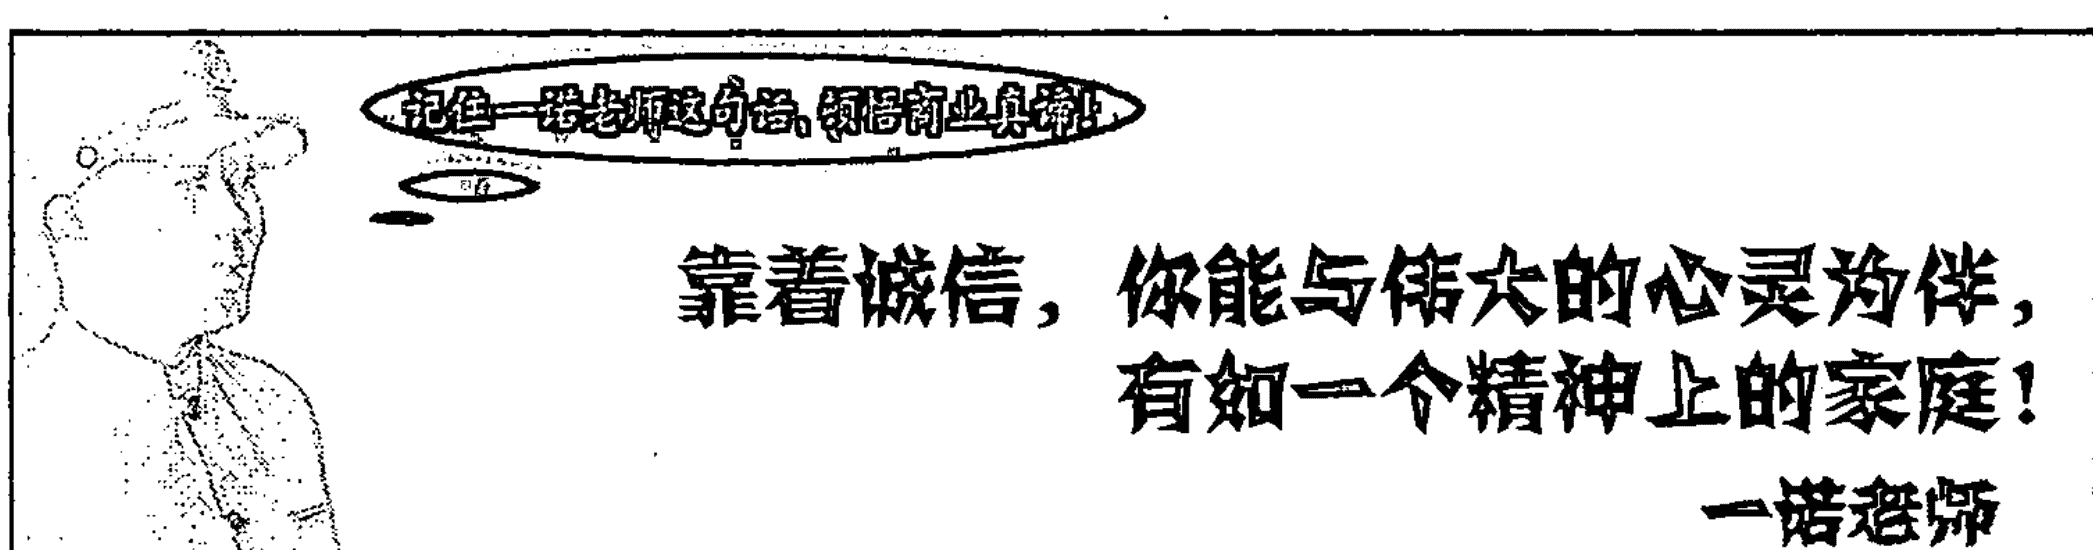 记住一诺老师这句话、领悟商业真谛!
靠着诚信，你能与伟大的心灵为伴，
有如一个精神上的家庭！
一诺老师